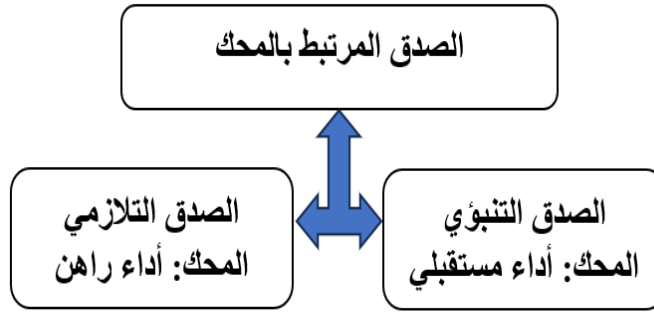 الصدق المرتبط بالمحك
الصدق التنبؤي
المحك: أداء مستقبلي
الصدق التلازمي
المحك: أداء راهن